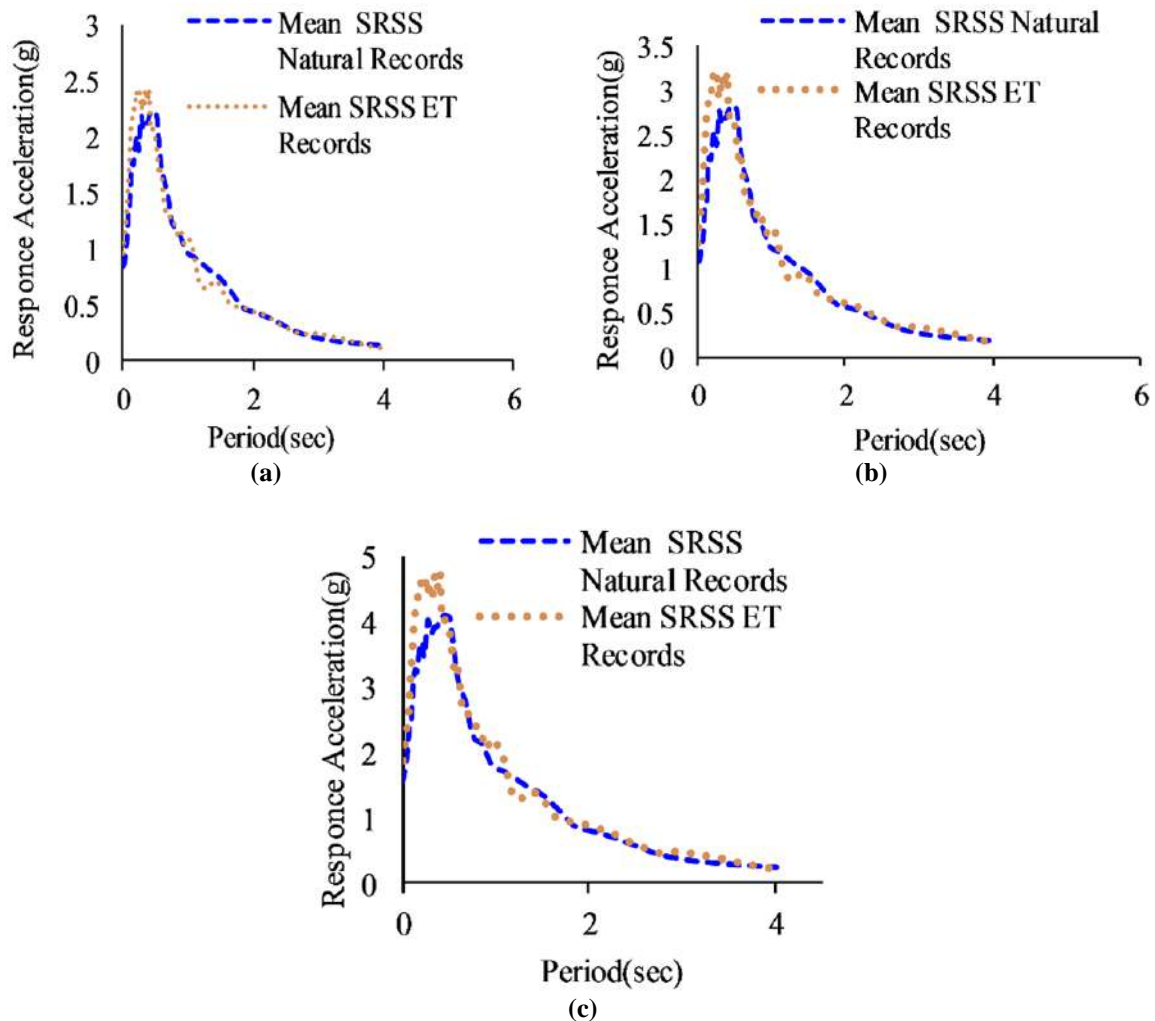 Mean SRSS
Natural Records
Mean SRSS ET
Records
Responce Acceleration(g)
3
2.5
2
1.5
1
0.5
0
0 2 4 6
Period(sec)
(a)
Mean SRSS Natural
Records
Mean SRSS ET
Records
Responce Acceleration(g)
3.5
3
2.5
2
1.5
1
0.5
0
0 2 4 6
Period(sec)
(b)
Mean SRSS
Natural Records
Mean SRSS ET
Records
Responce Acceleration(g)
5
4
3
2
1
0
0 2 4
Period(sec)
(c)